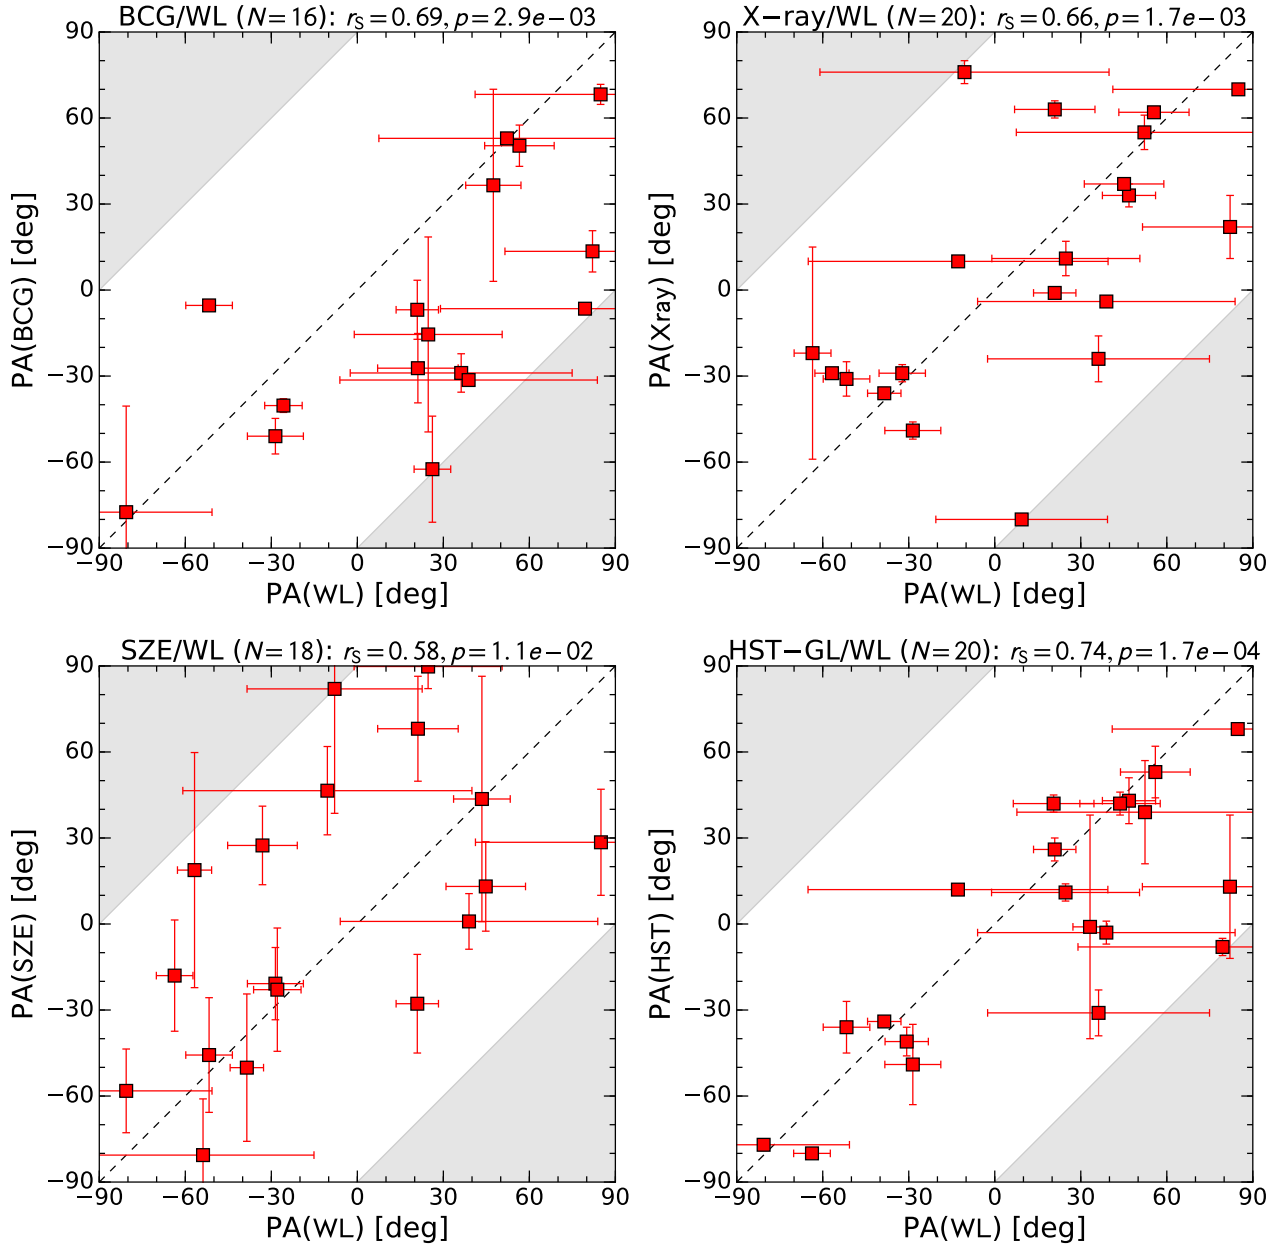 BCG/WL (N=16): rS=0.69, p=2.9e−03
X−ray/WL (N=20): rS=0.66, p=1.7e−03
90
60
30
0
−30
−60
−90
PA(BCG) [deg]
−90 −60 −30 0 30 60 90
PA(WL) [deg]
90
60
30
0
−30
−60
−90
PA(Xray) [deg]
−90 −60 −30 0 30 60 90
PA(WL) [deg]
SZE/WL (N=18): rS=0.58, p=1.1e−02
HST−GL/WL (N=20): rS=0.74, p=1.7e−04
90
60
30
0
−30
−60
−90
PA(SZE) [deg]
−90 −60 −30 0 30 60 90
PA(WL) [deg]
90
60
30
0
−30
−60
−90
PA(HST) [deg]
−90 −60 −30 0 30 60 90
PA(WL) [deg]